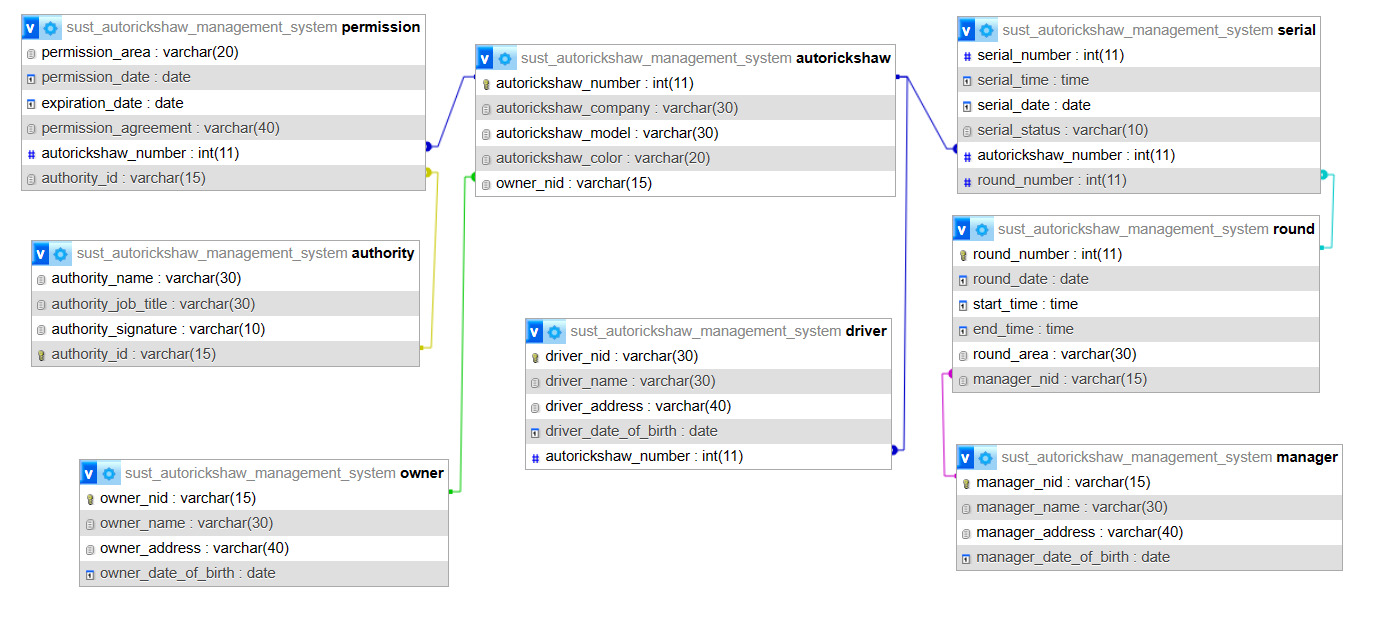 sust_autorickshaw_management_system permission
permission_area : varchar(20)
permission_date : date
expiration_date : date
permission_agreement : varchar(40)
autorickshaw_number : int(11)
authority_id : varchar(15)
sust_autorickshaw_management_system autorickshaw
autorickshaw_number : int(11)
autorickshaw_company : varchar(30)
autorickshaw_model : varchar(30)
autorickshaw_color : varchar(20)
owner_nid : varchar(15)
sust_autorickshaw_management_system serial
serial_number : int(11)
serial_time : time
serial_date : date
serial_status : varchar(10)
autorickshaw_number : int(11)
round_number : int(11)
sust_autorickshaw_management_system authority
authority_name : varchar(30)
authority_job_title : varchar(30)
authority_signature : varchar(10)
authority_id : varchar(15)
sust_autorickshaw_management_system driver
driver_nid : varchar(30)
driver_name : varchar(30)
driver_address : varchar(40)
driver_date_of_birth : date
autorickshaw_number : int(11)
sust_autorickshaw_management_system round
round_number : int(11)
round_date : date
start_time : time
end_time : time
round_area : varchar(30)
manager_nid : varchar(15)
sust_autorickshaw_management_system owner
owner_nid : varchar(15)
owner_name : varchar(30)
owner_address : varchar(40)
owner_date_of_birth : date
sust_autorickshaw_management_system manager
manager_nid : varchar(15)
manager_name : varchar(30)
manager_address : varchar(40)
manager_date_of_birth : date